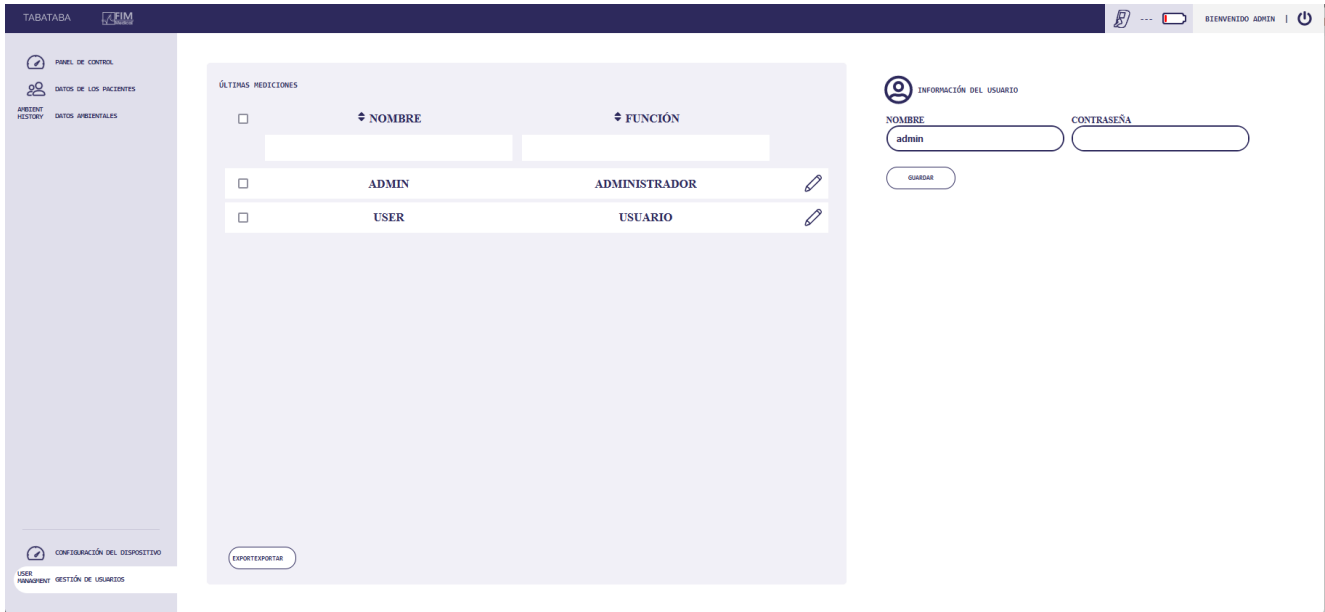 TABATABA FIM --- BIENVENIDO ADMIN |
PANEL DE CONTROL
DATOS DE LOS PACIENTES
AMBIENT
HISTORY DATOS AMBIENTALES
CONFIGURACIÓN DEL DISPOSITIVO
USER
MANAGMENT GESTIÓN DE USUARIOS
ÚLTIMAS MEDICIONES
NOMBRE FUNCIÓN
ADMIN ADMINISTRADOR
USER USUARIO
EXPORTEXPORTAR
INFORMACIÓN DEL USUARIO
NOMBRE CONTRASEÑA
admin
GUARDAR